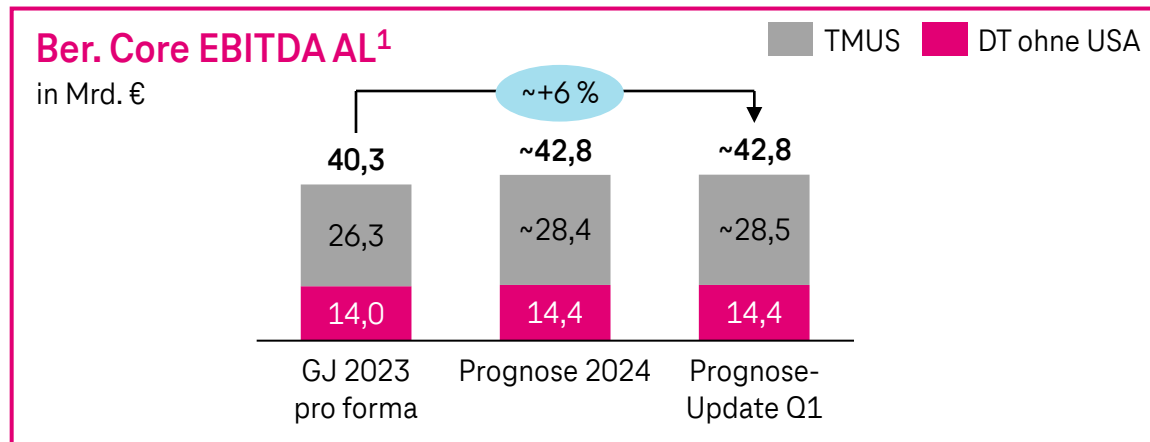 Ber. Core EBITDA AL¹
in Mrd. €
TMUS
DT ohne USA
~+6 %
40,3
~42,8
~42,8
26,3
~28,4
~28,5
14,0
14,4
14,4
GJ 2023
pro forma
Prognose 2024
Prognose-
Update Q1